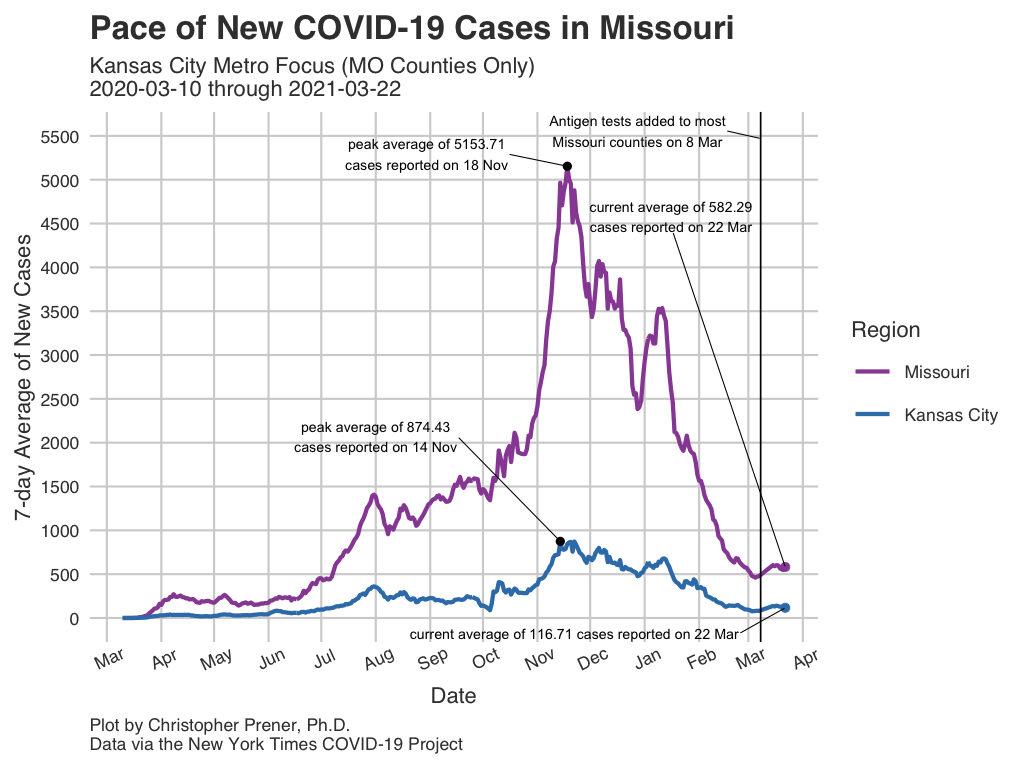 Pace of New COVID-19 Cases in Missouri
Kansas City Metro Focus (MO Counties Only)
2020-03-10 through 2021-03-22
Antigen tests added to most
Missouri counties on 8 Mar
peak average of 5153.71
cases reported on 18 Nov
current average of 582.29
cases reported on 22 Mar
peak average of 874.43
cases reported on 14 Nov
current average of 116.71 cases reported on 22 Mar
7-day Average of New Cases
5500
5000
4500
4000
3500
3000
2500
2000
1500
1000
500
0
Mar Apr May Jun Jul Aug Sep Oct Nov Dec Jan Feb Mar Apr
Date
Region
Missouri
Kansas City
Plot by Christopher Prener, Ph.D.
Data via the New York Times COVID-19 Project